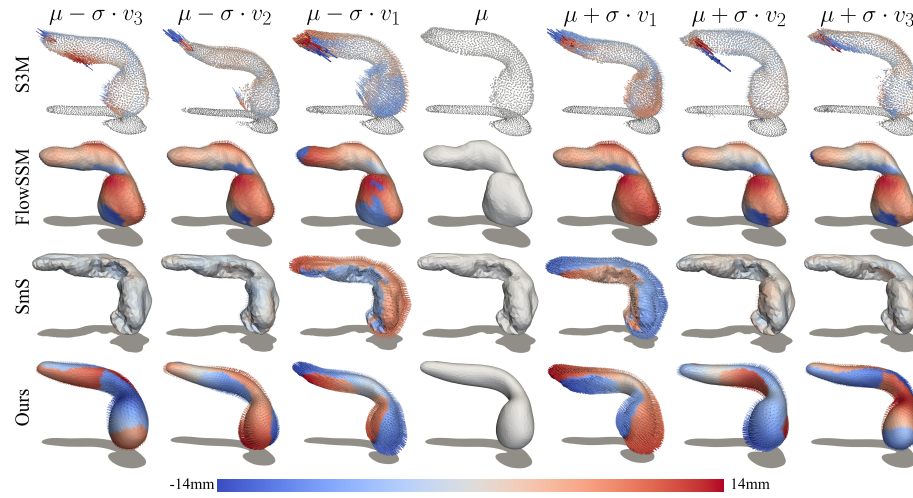 μ − σ · v₃
μ − σ · v₂
μ − σ · v₁
μ
μ + σ · v₁
μ + σ · v₂
μ + σ · v₃
S3M
FlowSSM
SmS
Ours
-14mm
14mm